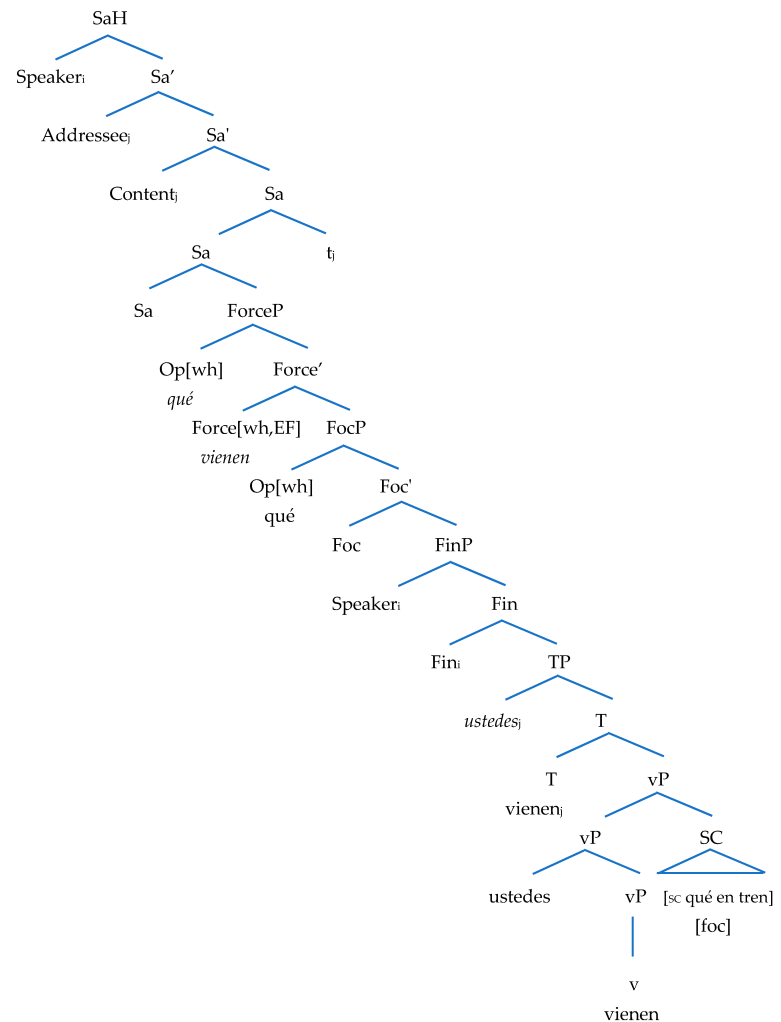 SaH
Speakerᵢ Sa’
Addresseeⱼ Sa'
Contentⱼ Sa
Sa tⱼ
Sa ForceP
Op[wh] Force’
qué
Force[wh,EF] FocP
vienen
Op[wh] Foc'
qué
Foc FinP
Speakerᵢ Fin
Finᵢ TP
ustedesⱼ T
T vP
vienenⱼ
vP SC
ustedes vP [SC qué en tren]
[foc]
v
vienen